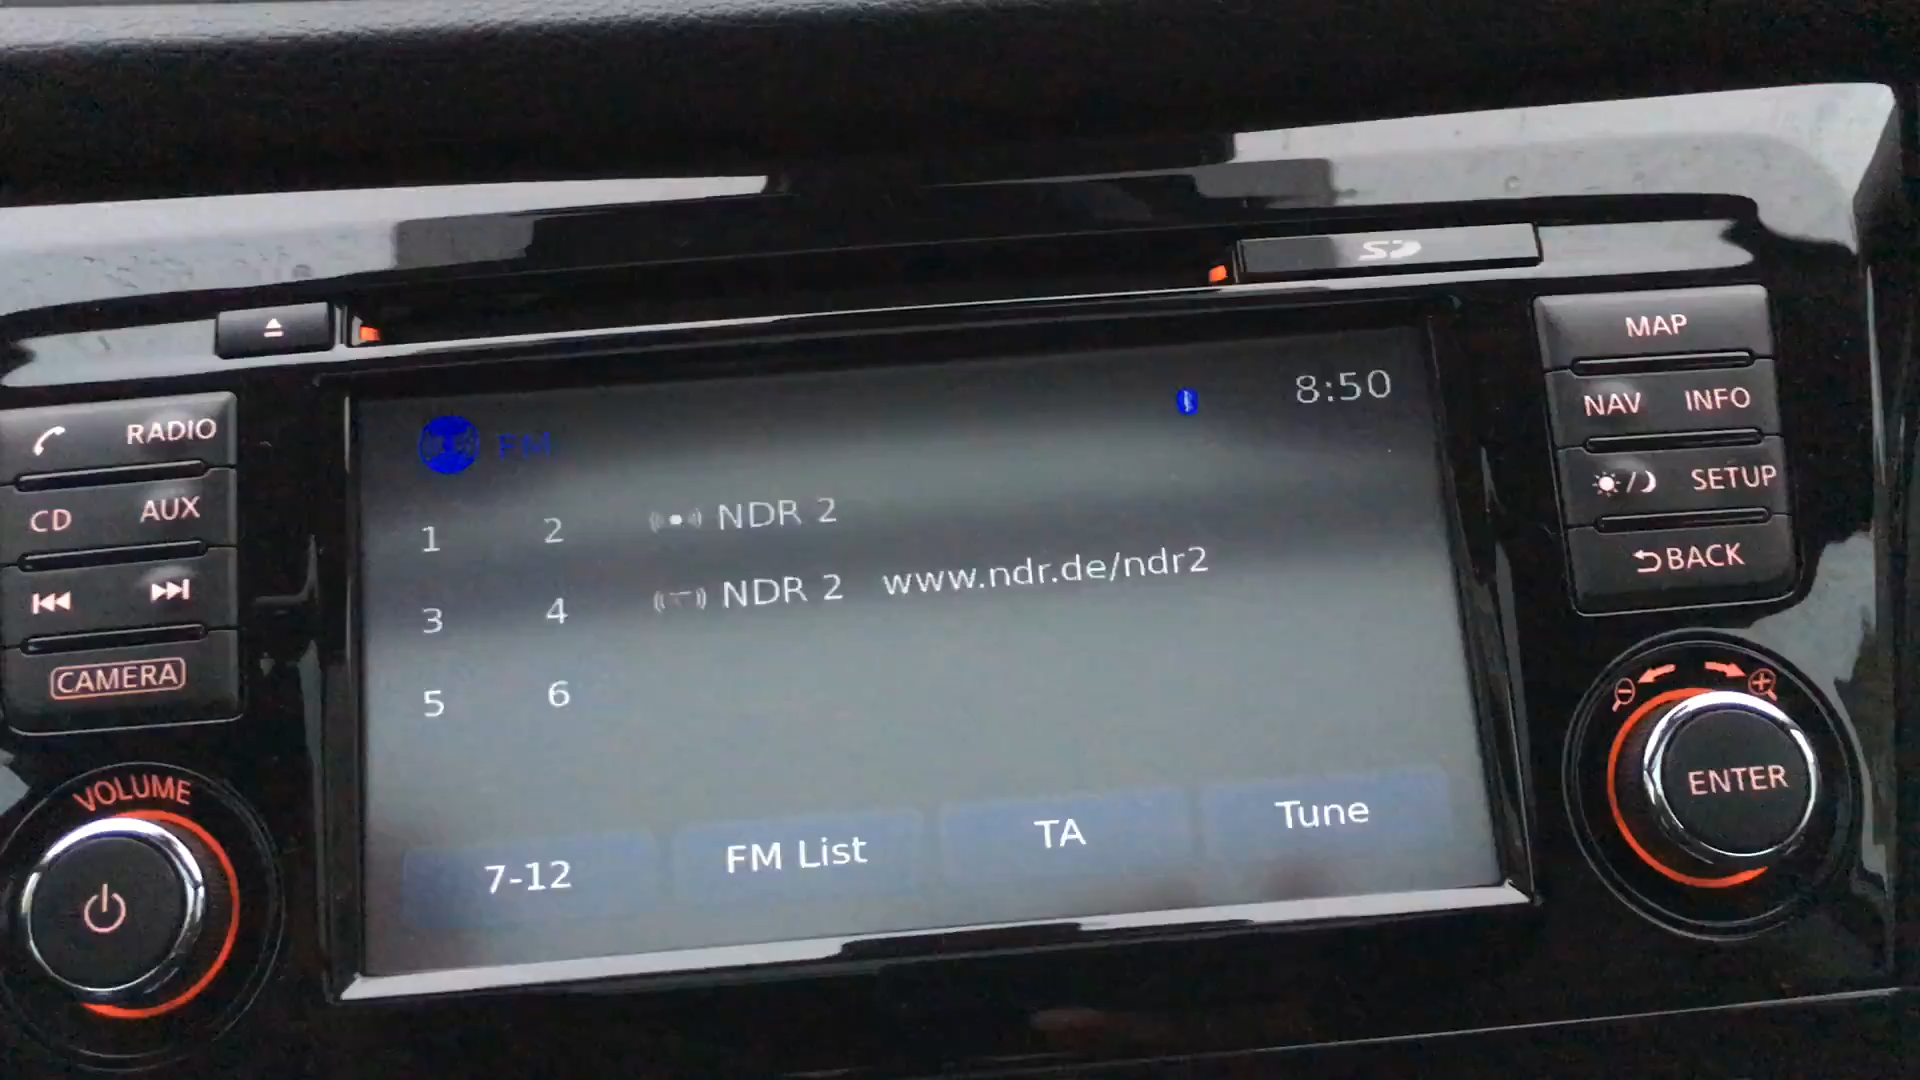 SD
MAP
NAV INFO
SETUP
BACK
RADIO
CD AUX
CAMERA
VOLUME
FM
8:50
1 2 NDR 2
3 4 NDR 2 www.ndr.de/ndr2
5 6
7-12 FM List TA Tune
ENTER